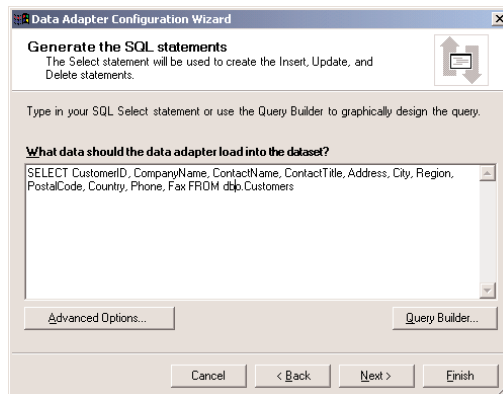 Data Adapter Configuration Wizard
Generate the SQL statements
The Select statement will be used to create the Insert, Update, and
Delete statements.
Type in your SQL Select statement or use the Query Builder to graphically design the query.
What data should the data adapter load into the dataset?
SELECT CustomerID, CompanyName, ContactName, ContactTitle, Address, City, Region,
PostalCode, Country, Phone, Fax FROM dbo.Customers
Advanced Options...
Query Builder...
Cancel
< Back
Next >
Finish